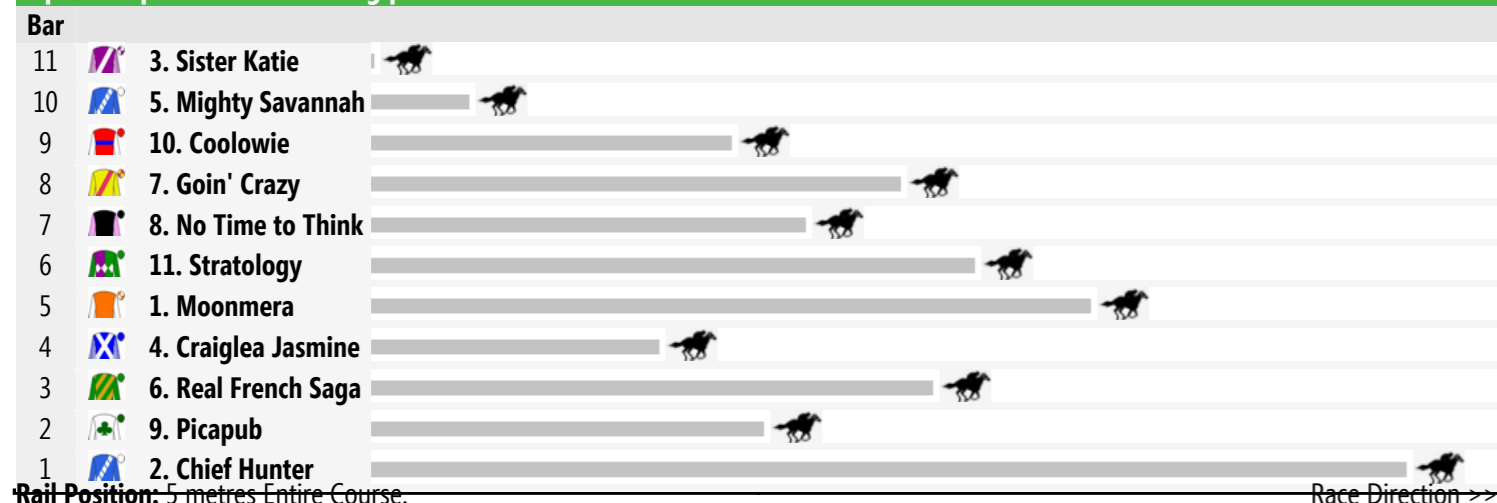 Bar
11 3. Sister Katie
10 5. Mighty Savannah
9 10. Coolowie
8 7. Goin' Crazy
7 8. No Time to Think
6 11. Stratology
5 1. Moonmera
4 4. Craiglea Jasmine
3 6. Real French Saga
2 9. Picapub
1 2. Chief Hunter
Rail Position: 5 metres Entire Course. Race Direction >>